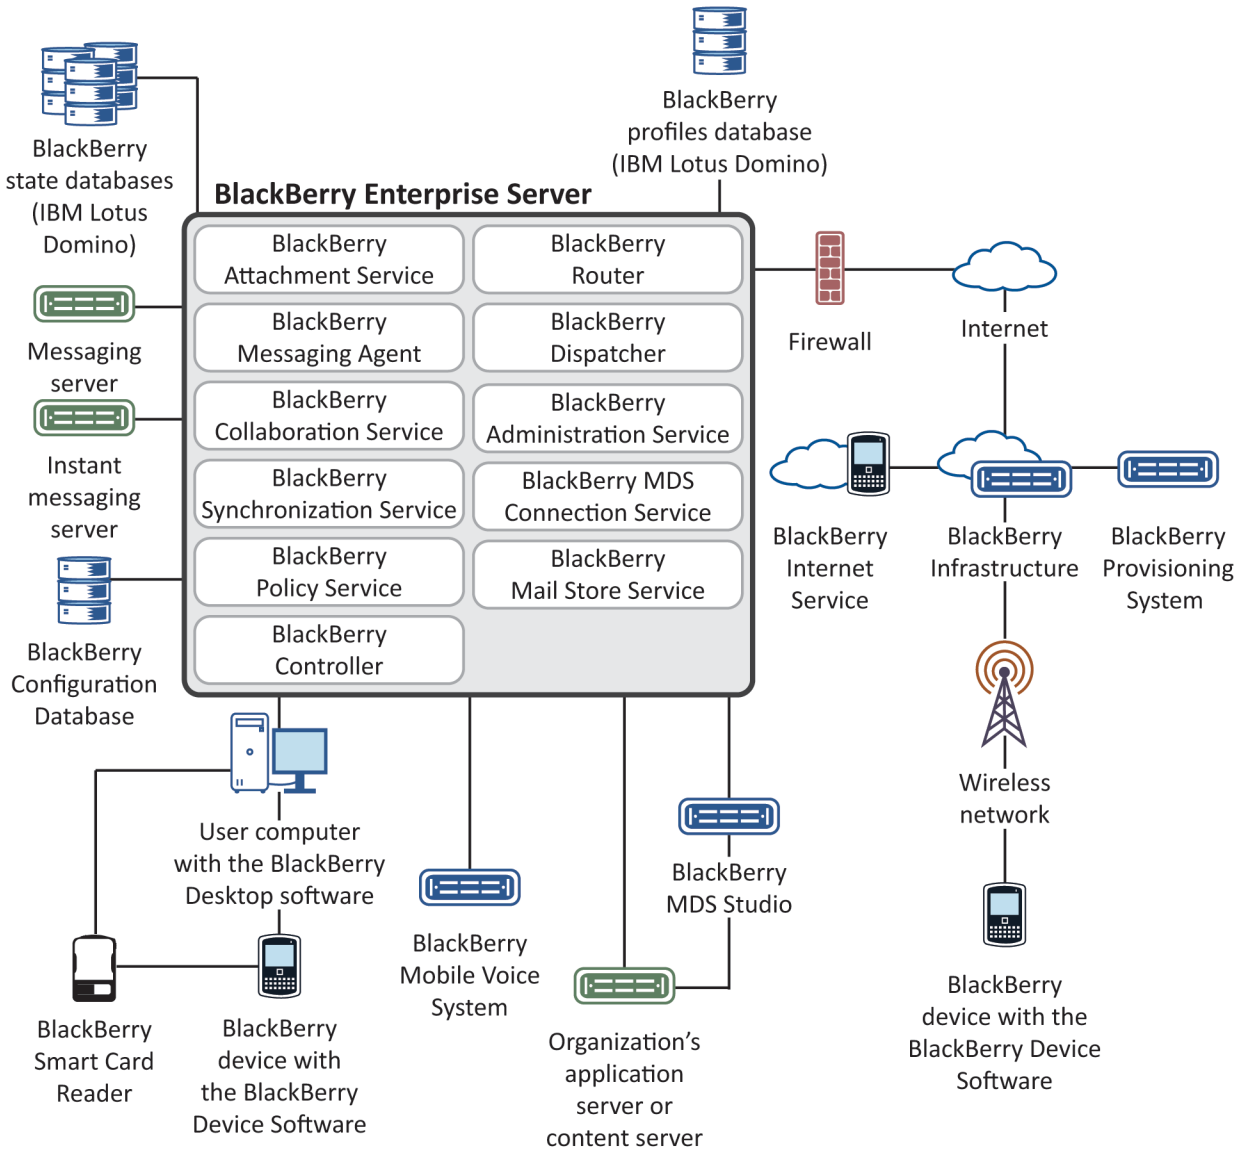 BlackBerry
profiles database
(IBM Lotus Domino)
BlackBerry
state databases
(IBM Lotus
Domino)
BlackBerry Enterprise Server
BlackBerry
Attachment Service
BlackBerry
Router
BlackBerry
Messaging Agent
BlackBerry
Dispatcher
BlackBerry
Collaboration Service
BlackBerry
Administration Service
BlackBerry
Synchronization Service
BlackBerry MDS
Connection Service
BlackBerry
Policy Service
BlackBerry
Mail Store Service
BlackBerry
Controller
Messaging
server
Instant
messaging
server
BlackBerry
Configuration
Database
Firewall
Internet
BlackBerry
Internet
Service
BlackBerry
Infrastructure
BlackBerry
Provisioning
System
Wireless
network
BlackBerry
device with the
BlackBerry Device
Software
User computer
with the BlackBerry
Desktop software
BlackBerry
Smart Card
Reader
BlackBerry
device with
the BlackBerry
Device Software
BlackBerry
Mobile Voice
System
BlackBerry
MDS Studio
Organization’s
application
server or
content server